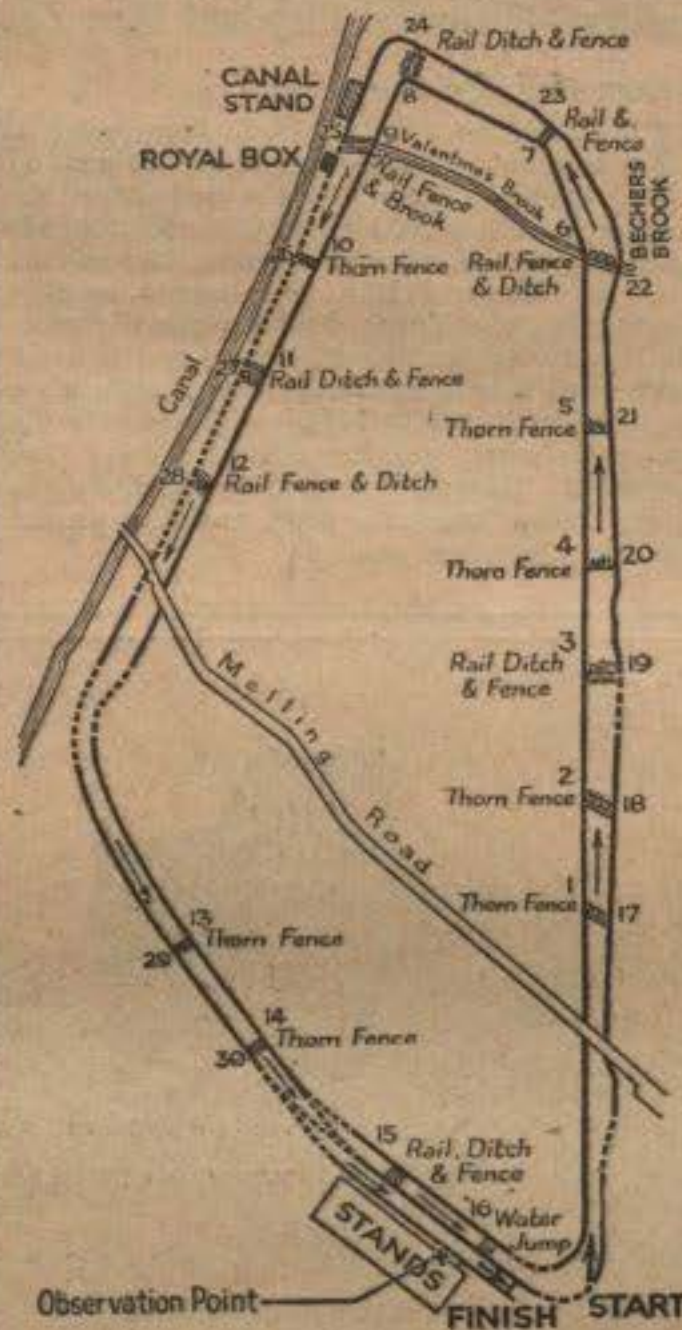 24
Rail Ditch & Fence
CANAL
STAND
8
23
Rail &
Fence
7
25
9
Valentines Brook
ROYAL BOX
Rail Fence
& Brook
6
BECHERS
BROOK
10
Thorn Fence
Rail, Fence
& Ditch
22
11
Rail Ditch & Fence
Canal
5
Thorn Fence
21
28
12
Rail Fence & Ditch
4
Thorn Fence
20
3
Rail Ditch
& Fence
19
Melling Road
2
Thorn Fence
18
1
Thorn Fence
17
13
Thorn Fence
29
14
Thorn Fence
30
15
Rail, Ditch
& Fence
16
Water
Jump
STANDS
Observation Point
FINISH
START